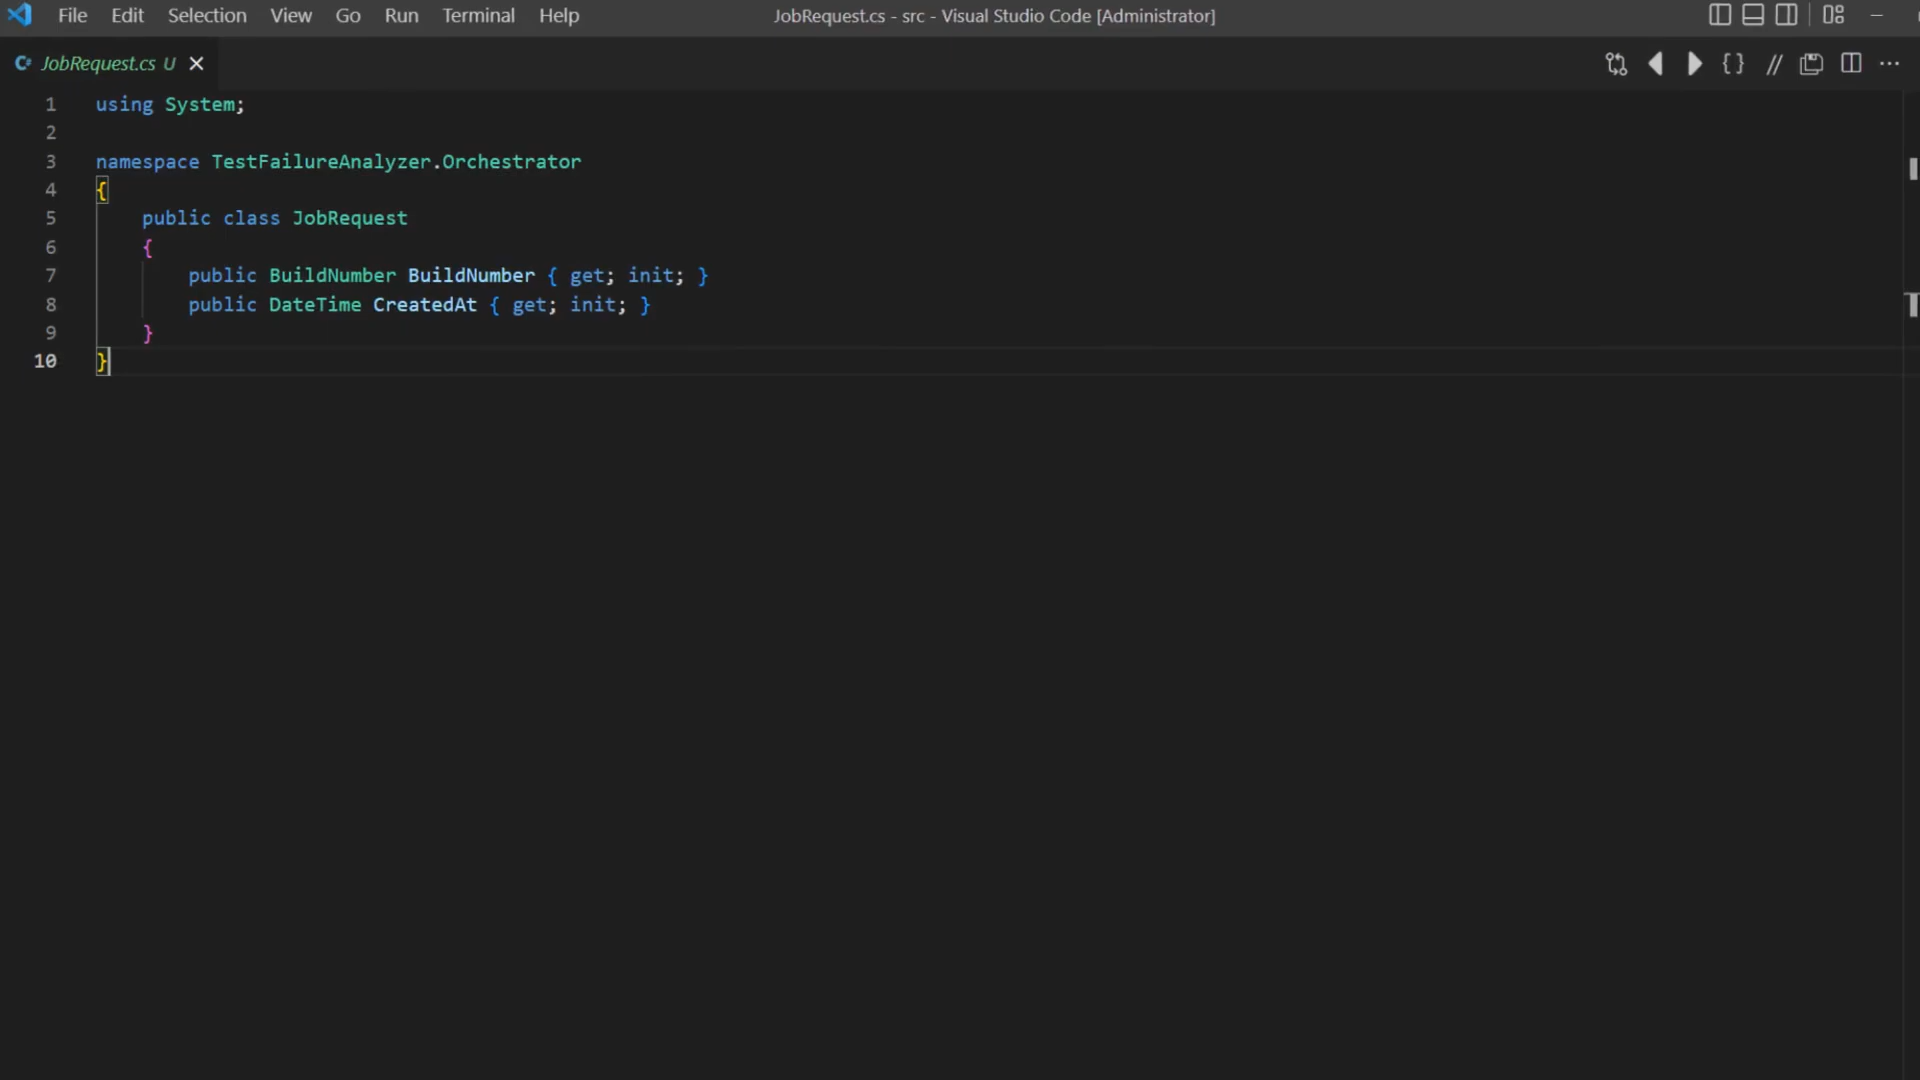 File Edit Selection View Go Run Terminal Help JobRequest.cs - src - Visual Studio Code [Administrator]
JobRequest.cs U
1 using System;
2
3 namespace TestFailureAnalyzer.Orchestrator
4 {
5 public class JobRequest
6 {
7 public BuildNumber BuildNumber { get; init; }
8 public DateTime CreatedAt { get; init; }
9 }
10 }